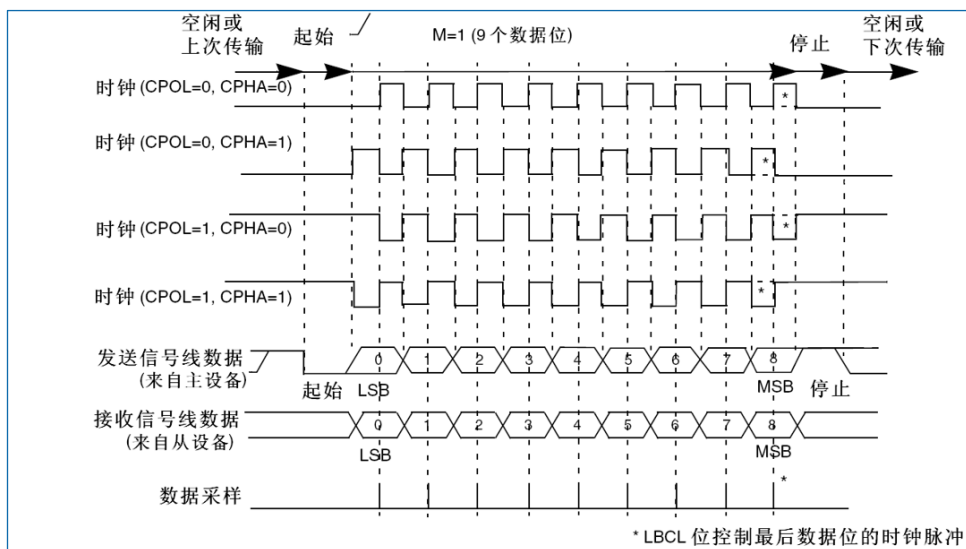 空闲或
上次传输
起始
M=1 (9 个数据位)
停止
空闲或
下次传输
时钟 (CPOL=0, CPHA=0)
*
时钟 (CPOL=0, CPHA=1)
*
时钟 (CPOL=1, CPHA=0)
*
时钟 (CPOL=1, CPHA=1)
*
发送信号线数据
(来自主设备)
0 1 2 3 4 5 6 7 8
起始
LSB
MSB
停止
接收信号线数据
(来自从设备)
0 1 2 3 4 5 6 7 8
LSB
MSB
数据采样
*
* LBCL 位控制最后数据位的时钟脉冲